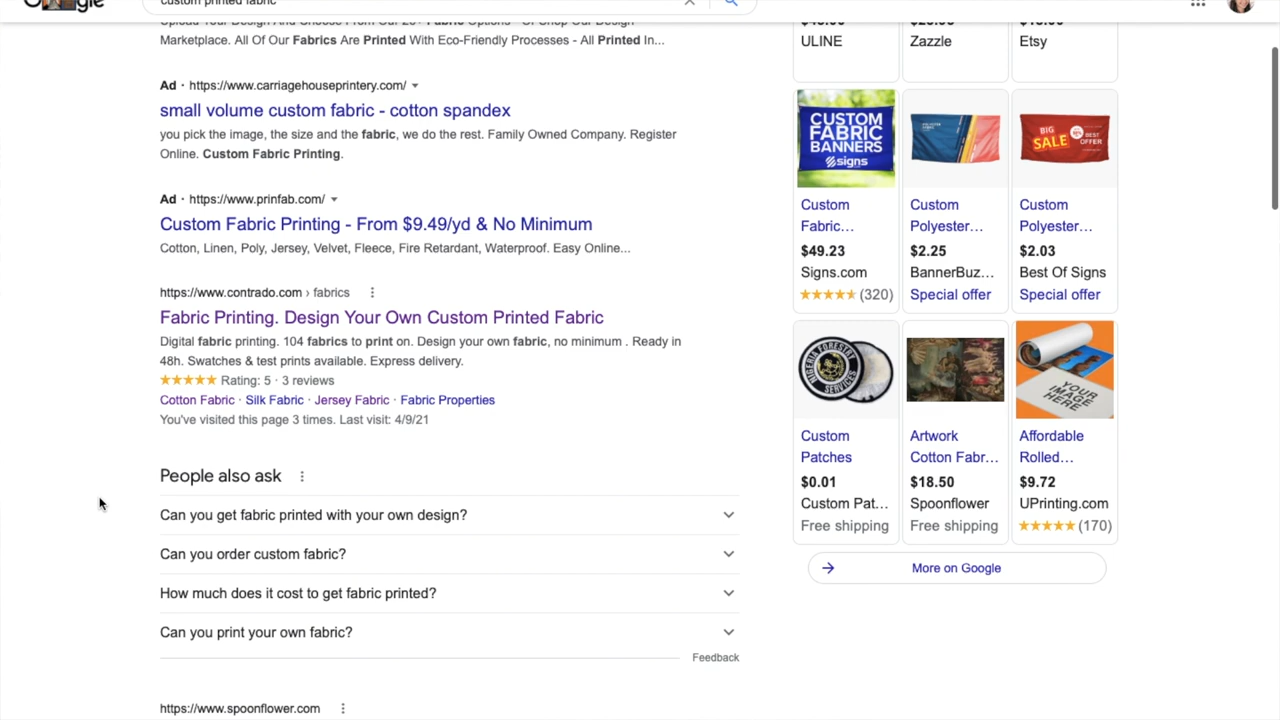 Google
custom printed fabric
Upload Your Design And Choose From Our 20+ Fabric Options - Or Shop Our Design
Marketplace. All Of Our Fabrics Are Printed With Eco-Friendly Processes - All Printed In...
Ad · https://www.carriagehouseprintery.com/
small volume custom fabric - cotton spandex
you pick the image, the size and the fabric, we do the rest. Family Owned Company. Register
Online. Custom Fabric Printing.
Ad · https://www.prinfab.com/
Custom Fabric Printing - From $9.49/yd & No Minimum
Cotton, Linen, Poly, Jersey, Velvet, Fleece, Fire Retardant, Waterproof. Easy Online...
https://www.contrado.com › fabrics
Fabric Printing. Design Your Own Custom Printed Fabric
Digital fabric printing. 104 fabrics to print on. Design your own fabric, no minimum . Ready in
48h. Swatches & test prints available. Express delivery.
Rating: 5 · 3 reviews
Cotton Fabric · Silk Fabric · Jersey Fabric · Fabric Properties
You've visited this page 3 times. Last visit: 4/9/21
People also ask
Can you get fabric printed with your own design?
Can you order custom fabric?
How much does it cost to get fabric printed?
Can you print your own fabric?
Feedback
https://www.spoonflower.com
ULINE
Zazzle
Etsy
CUSTOM
FABRIC
BANNERS
signs
Custom
Fabric...
$49.23
Signs.com
(320)
Custom
Polyester...
$2.25
BannerBuz...
Special offer
BIG
SALE
BEST
OFFER
Custom
Polyester...
$2.03
Best Of Signs
Special offer
NIGERIA FORESTRY
SERVICES
Custom
Patches
$0.01
Custom Pat...
Free shipping
Artwork
Cotton Fabr...
$18.50
Spoonflower
Free shipping
YOUR
IMAGE
HERE
Affordable
Rolled...
$9.72
UPrinting.com
(170)
More on Google